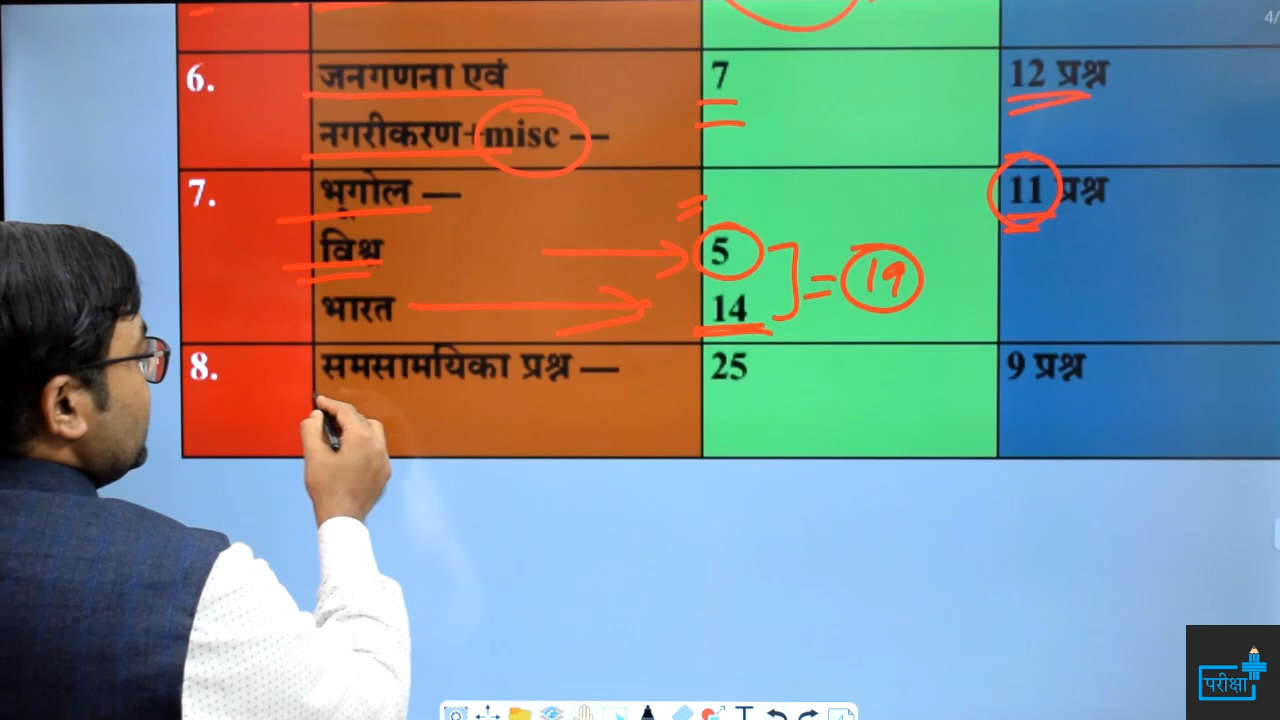 4/
6. जनगणना एवं 7 12 प्रश्न
नगरीकरण+misc —
7. भूगोल — 11 प्रश्न
विश्व 5 = 19
भारत 14
8. समसामयिका प्रश्न — 25 9 प्रश्न
परीक्षा
T